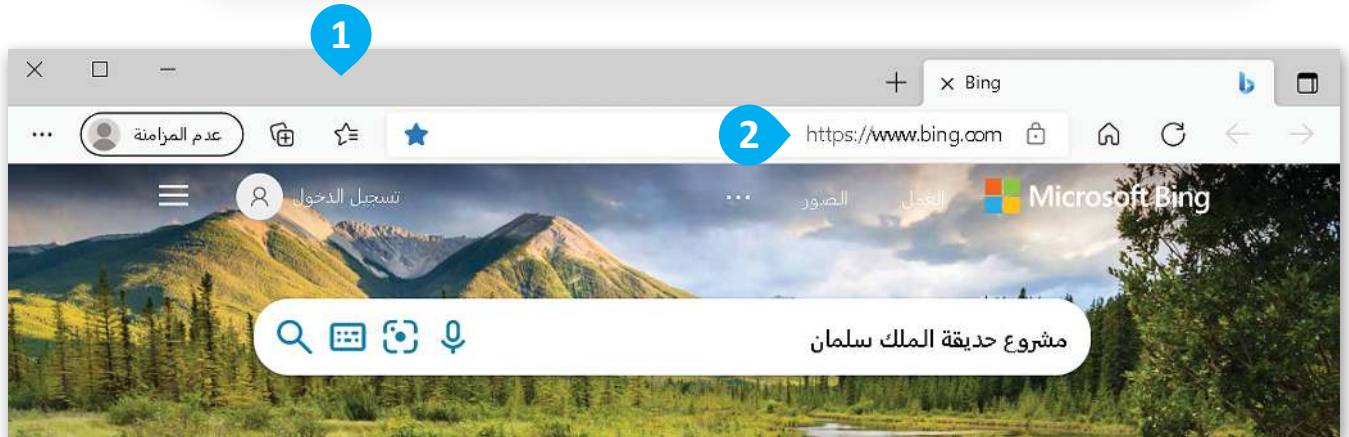 1
Bing
2
https://www.bing.com
عدم المزامنة
Microsoft Bing
العمل
الصور
تسجيل الدخول
مشروع حديقة الملك سلمان